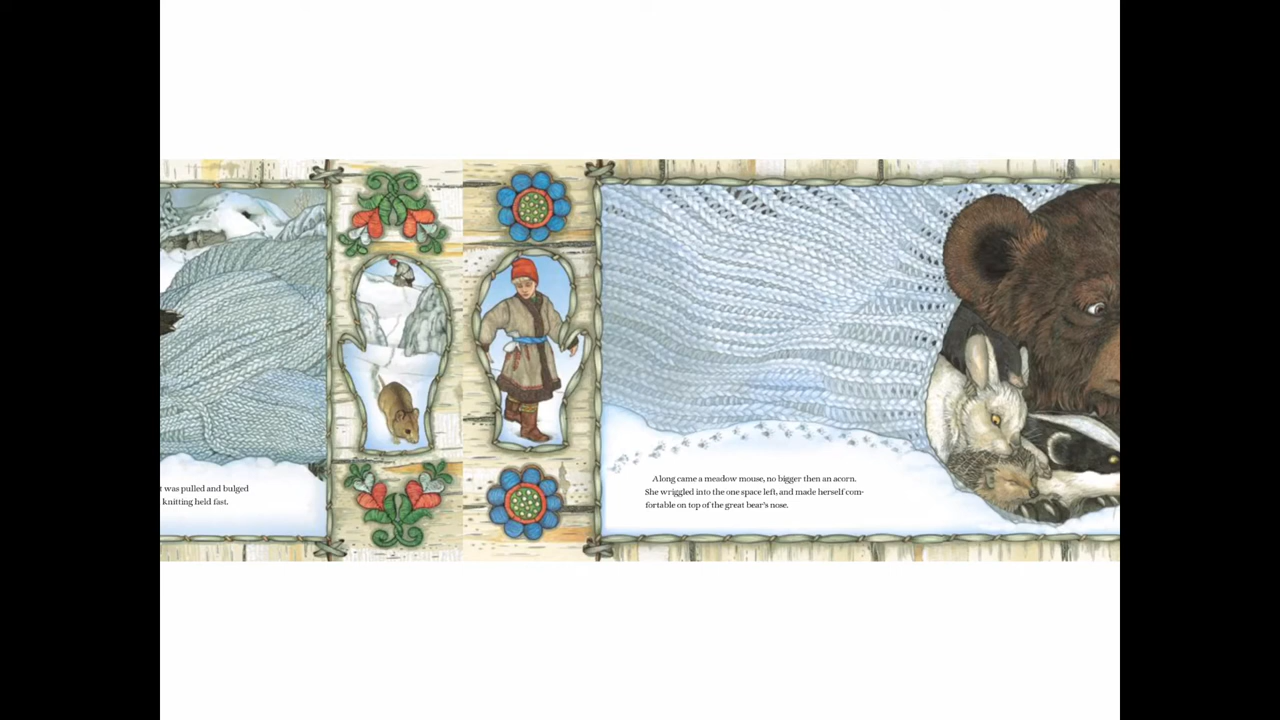 t was pulled and bulged
knitting held fast.
Along came a meadow mouse, no bigger then an acorn.
She wriggled into the one space left, and made herself com-
fortable on top of the great bear's nose.